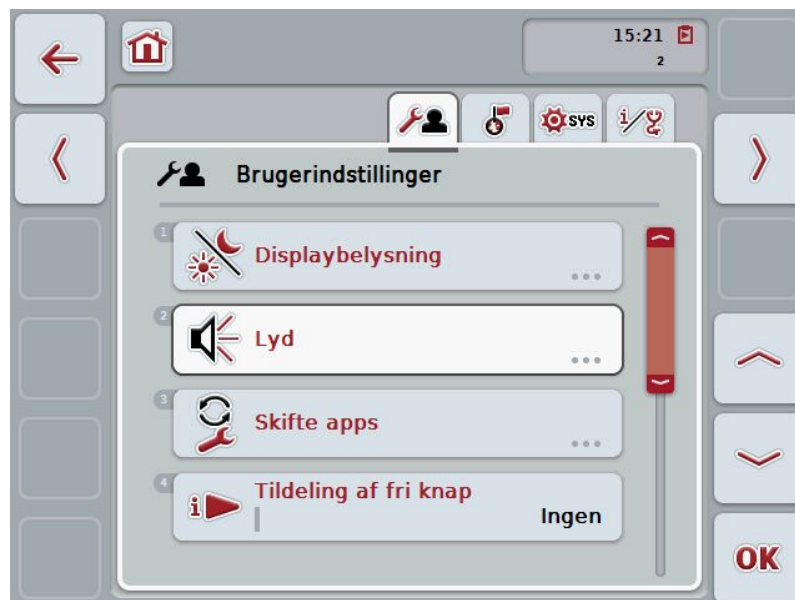 15:21
2
SYS
i/
Brugerindstillinger
1
Displaybelysning
...
2
Lyd
...
3
Skifte apps
...
4
i
Tildeling af fri knap
Ingen
OK